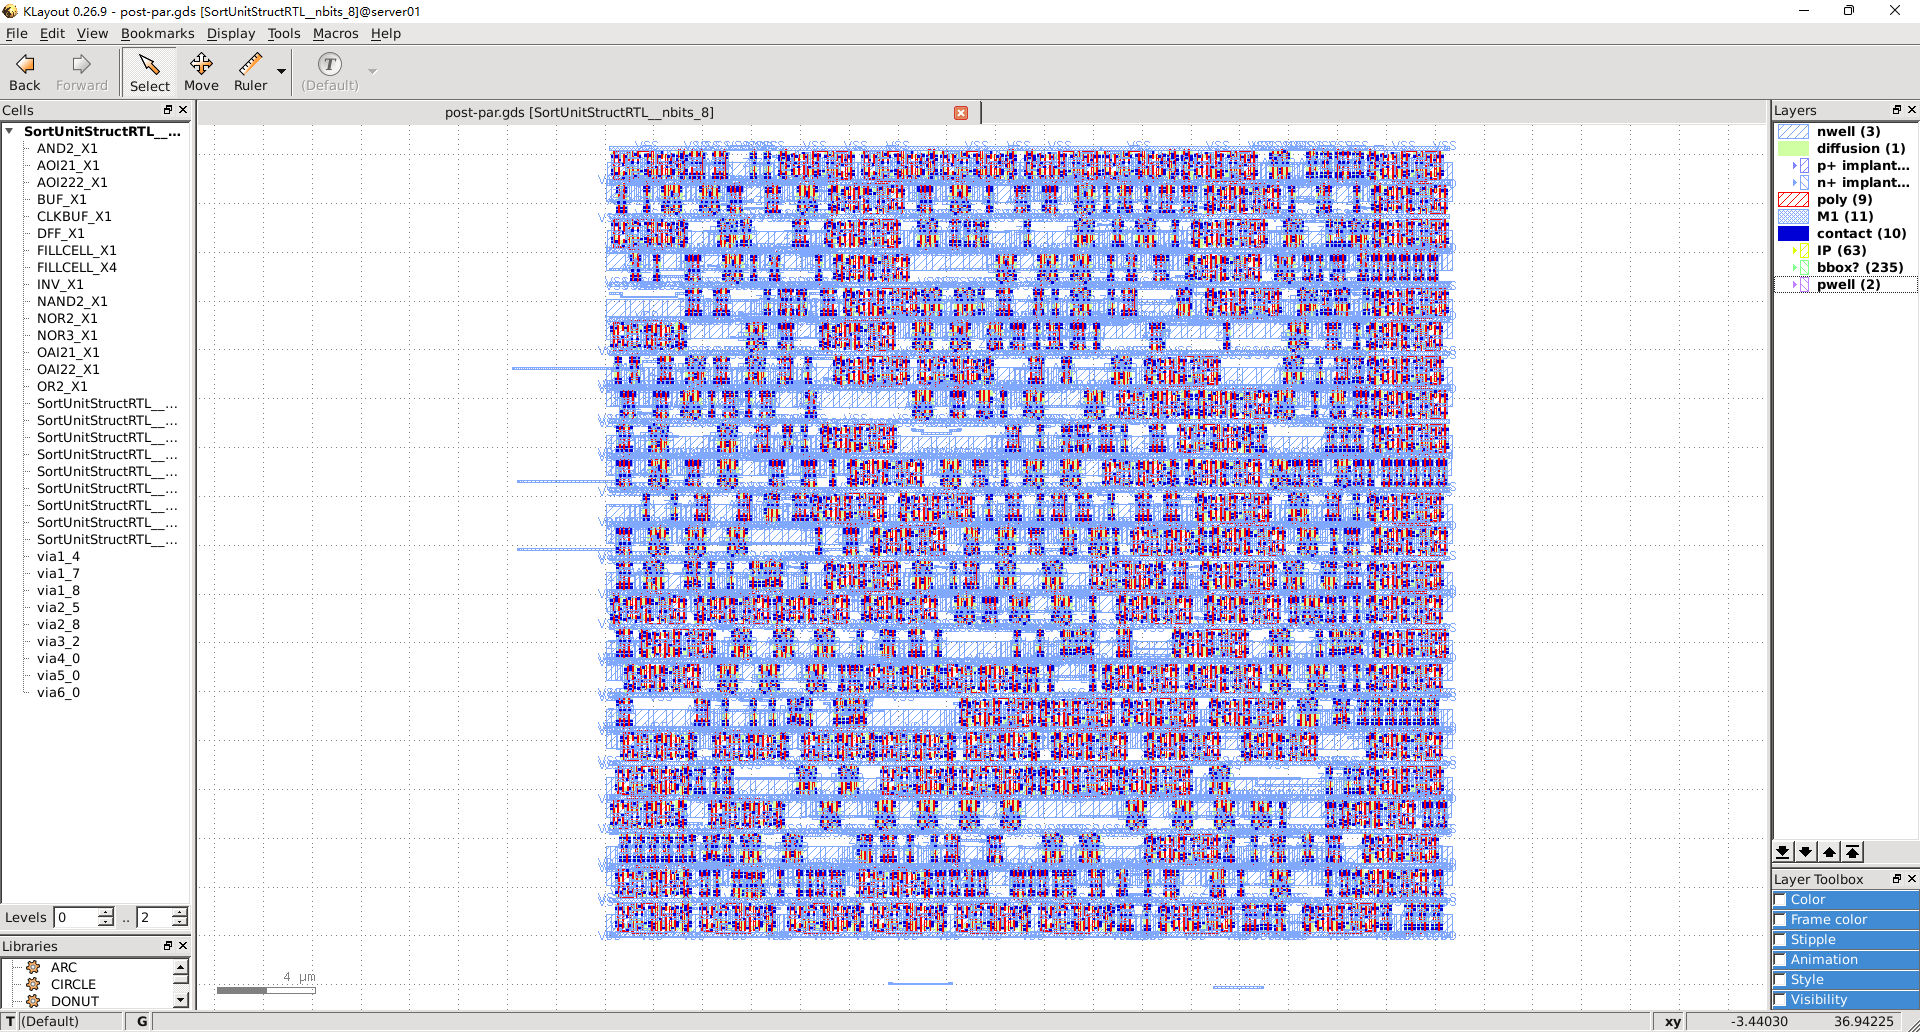 KLayout 0.26.9 - post-par.gds [SortUnitStructRTL__nbits_8]@server01
File Edit View Bookmarks Display Tools Macros Help
Back Forward Select Move Ruler (Default)
Cells
SortUnitStructRTL__...
AND2_X1
AOI21_X1
AOI222_X1
BUF_X1
CLKBUF_X1
DFF_X1
FILLCELL_X1
FILLCELL_X4
INV_X1
NAND2_X1
NOR2_X1
NOR3_X1
OAI21_X1
OAI22_X1
OR2_X1
SortUnitStructRTL__...
SortUnitStructRTL__...
SortUnitStructRTL__...
SortUnitStructRTL__...
SortUnitStructRTL__...
SortUnitStructRTL__...
SortUnitStructRTL__...
SortUnitStructRTL__...
SortUnitStructRTL__...
via1_4
via1_7
via1_8
via2_5
via2_8
via3_2
via4_0
via5_0
via6_0
Levels 0 .. 2
Libraries
ARC
CIRCLE
DONUT
post-par.gds [SortUnitStructRTL__nbits_8]
4 µm
Layers
nwell (3)
diffusion (1)
p+ implant...
n+ implant...
poly (9)
M1 (11)
contact (10)
IP (63)
bbox? (235)
pwell (2)
Layer Toolbox
Color
Frame color
Stipple
Animation
Style
Visibility
T (Default) G xy -3.44030 36.94225